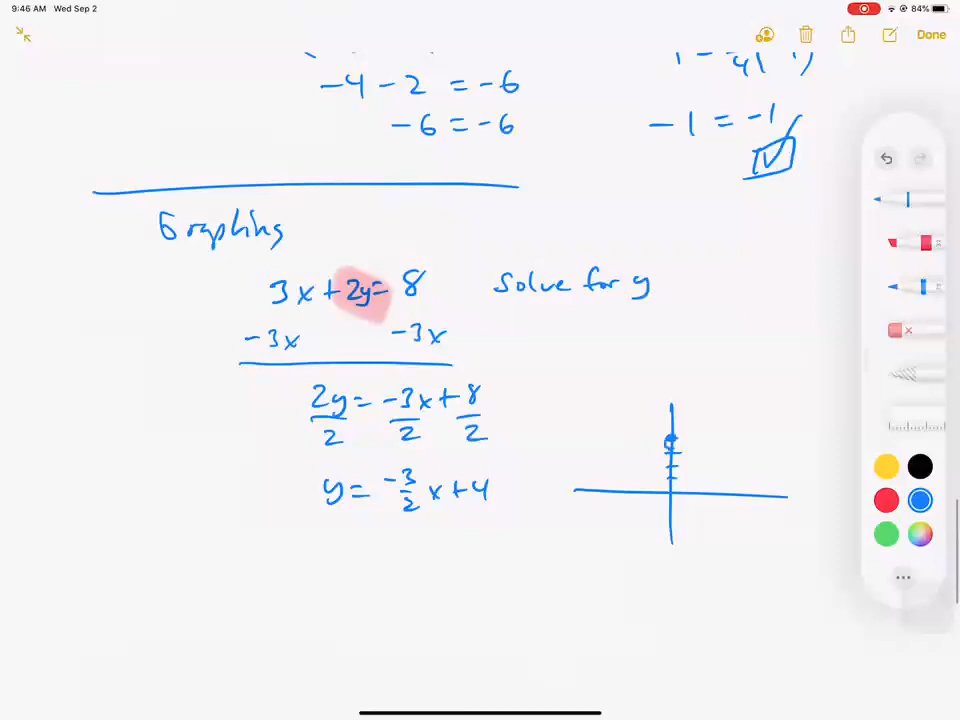 9:46 AM Wed Sep 2
84%
Done
-4 - 2 = -6
-6 = -6
-1 = -1
Graphing
3x + 2y = 8 Solve for y
-3x -3x
2y/2 = -3x/2 + 8/2
y = -3/2 x + 4